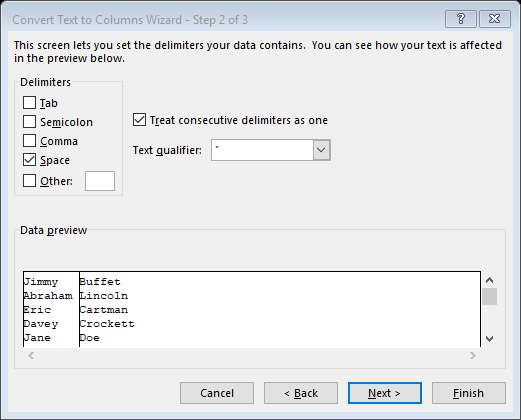 Convert Text to Columns Wizard - Step 2 of 3
This screen lets you set the delimiters your data contains.  You can see how your text is affected
in the preview below.
Delimiters
Tab
Semicolon
Comma
Space
Other:
Treat consecutive delimiters as one
Text qualifier: "
Data preview
Jimmy Buffet
Abraham Lincoln
Eric Cartman
Davey Crockett
Jane Doe
Cancel < Back Next > Finish